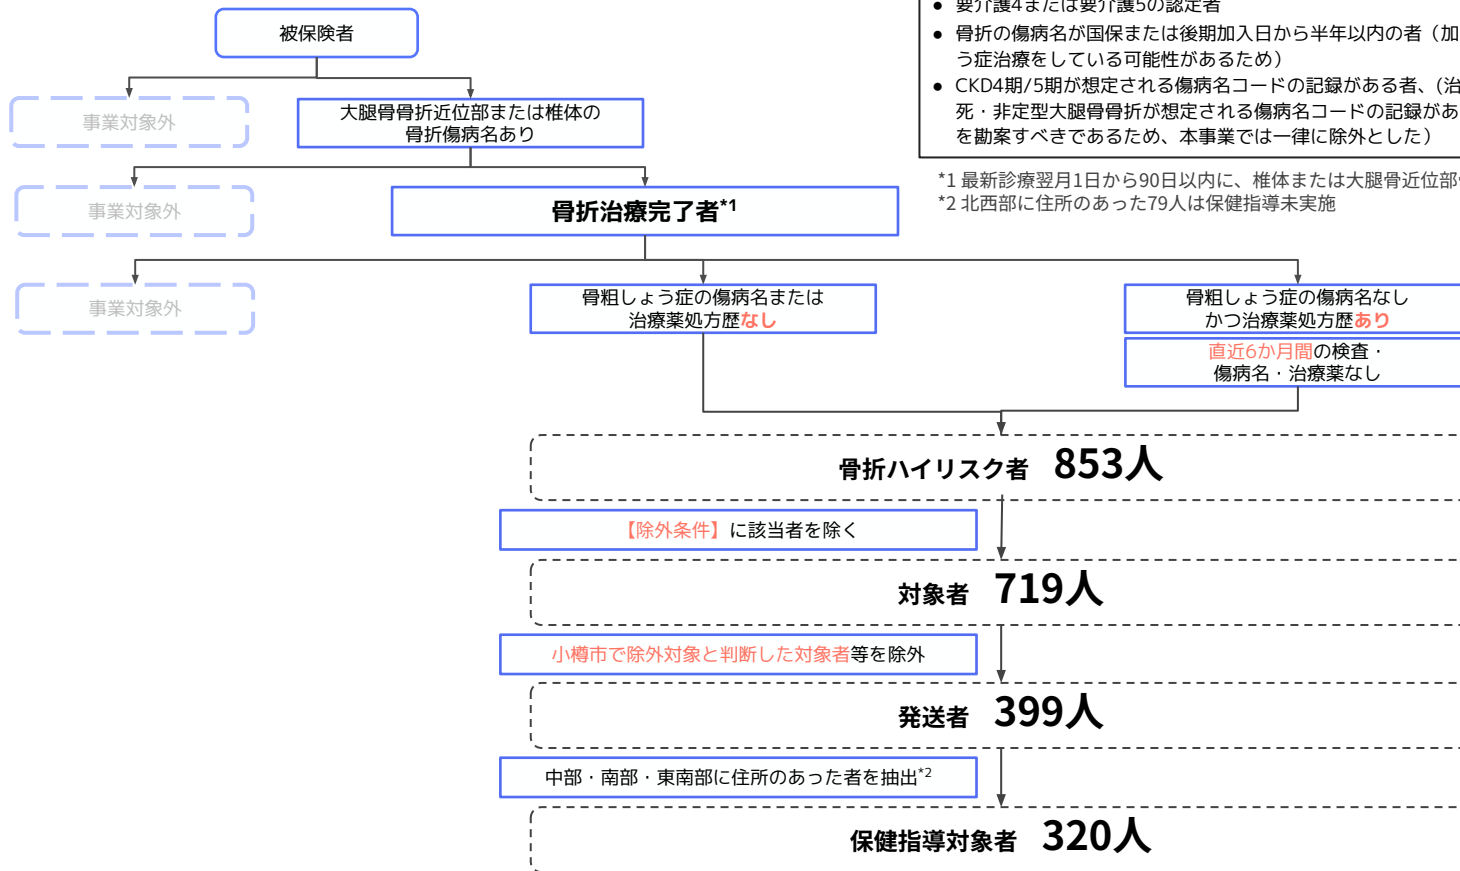 被保険者
事業対象外
大腿骨骨折近位部または椎体の
骨折傷病名あり
事業対象外
骨折治療完了者*1
事業対象外
骨粗しょう症の傷病名または
治療薬処方歴なし
骨粗しょう症の傷病名なし
かつ治療薬処方歴あり
直近6か月間の検査・
傷病名・治療薬なし
骨折ハイリスク者 853人
【除外条件】に該当者を除く
対象者 719人
小樽市で除外対象と判断した対象者等を除外
発送者 399人
中部・南部・東南部に住所のあった者を抽出*2
保健指導対象者 320人
● 要介護4または要介護5の認定者
● 骨折の傷病名が国保または後期加入日から半年以内の者（加
う症治療をしている可能性があるため）
● CKD4期/5期が想定される傷病名コードの記録がある者、(治
死・非定型大腿骨骨折が想定される傷病名コードの記録があ
を勘案すべきであるため、本事業では一律に除外とした）
*1 最新診療翌月1日から90日以内に、椎体または大腿骨近位部
*2 北西部に住所のあった79人は保健指導未実施